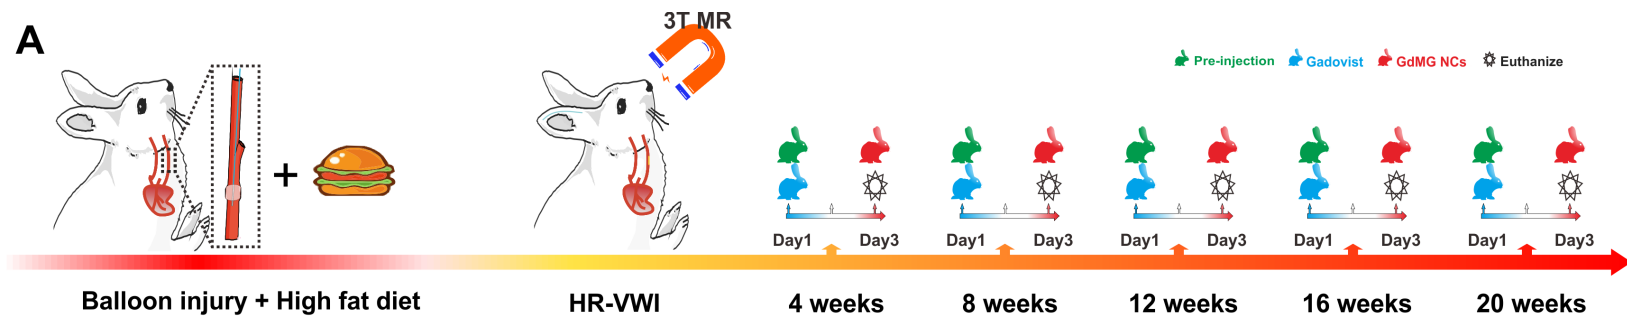 A
3T MR
Pre-injection Gadovist GdMG NCs Euthanize
+
Day1 Day3 Day1 Day3 Day1 Day3 Day1 Day3 Day1 Day3
Balloon injury + High fat diet HR-VWI 4 weeks 8 weeks 12 weeks 16 weeks 20 weeks